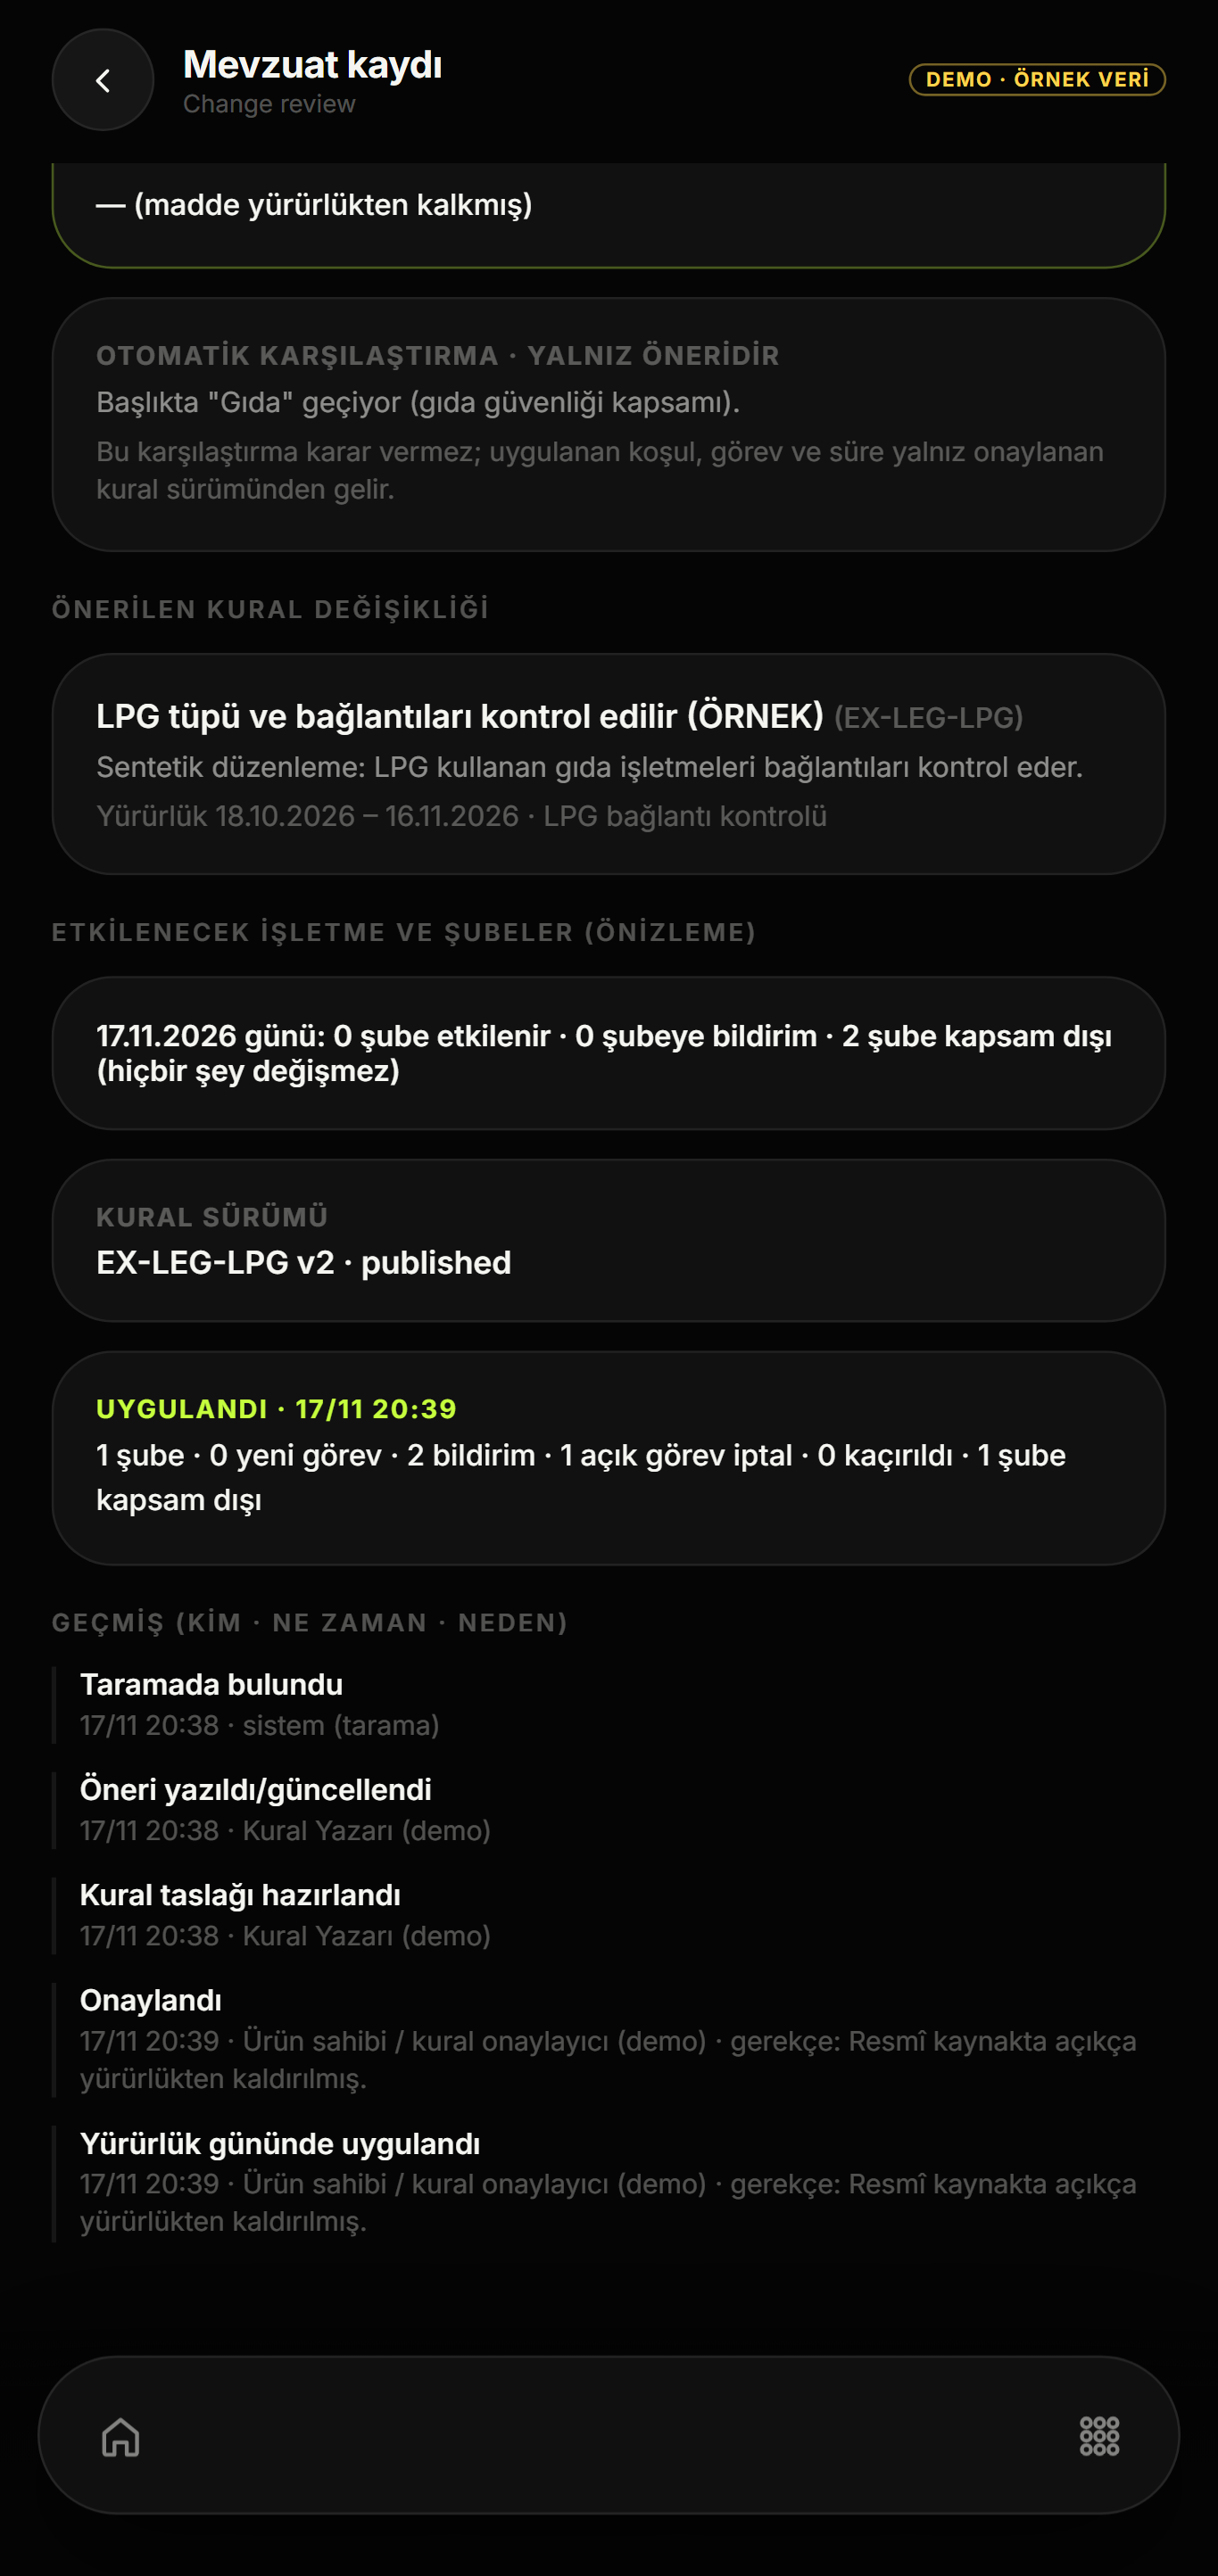 Mevzuat kaydı
Change review
DEMO · ÖRNEK VERİ
— (madde yürürlükten kalkmış)
OTOMATİK KARŞILAŞTIRMA · YALNIZ ÖNERİDİR
Başlıkta "Gıda" geçiyor (gıda güvenliği kapsamı).
Bu karşılaştırma karar vermez; uygulanan koşul, görev ve süre yalnız onaylanan
kural sürümünden gelir.
ÖNERİLEN KURAL DEĞİŞİKLİĞİ
LPG tüpü ve bağlantıları kontrol edilir (ÖRNEK) (EX-LEG-LPG)
Sentetik düzenleme: LPG kullanan gıda işletmeleri bağlantıları kontrol eder.
Yürürlük 18.10.2026 – 16.11.2026 · LPG bağlantı kontrolü
ETKİLENECEK İŞLETME VE ŞUBELER (ÖNİZLEME)
17.11.2026 günü: 0 şube etkilenir · 0 şubeye bildirim · 2 şube kapsam dışı
(hiçbir şey değişmez)
KURAL SÜRÜMÜ
EX-LEG-LPG v2 · published
UYGULANDI · 17/11 20:39
1 şube · 0 yeni görev · 2 bildirim · 1 açık görev iptal · 0 kaçırıldı · 1 şube
kapsam dışı
GEÇMİŞ (KİM · NE ZAMAN · NEDEN)
Taramada bulundu
17/11 20:38 · sistem (tarama)
Öneri yazıldı/güncellendi
17/11 20:38 · Kural Yazarı (demo)
Kural taslağı hazırlandı
17/11 20:38 · Kural Yazarı (demo)
Onaylandı
17/11 20:39 · Ürün sahibi / kural onaylayıcı (demo) · gerekçe: Resmî kaynakta açıkça
yürürlükten kaldırılmış.
Yürürlük gününde uygulandı
17/11 20:39 · Ürün sahibi / kural onaylayıcı (demo) · gerekçe: Resmî kaynakta açıkça
yürürlükten kaldırılmış.